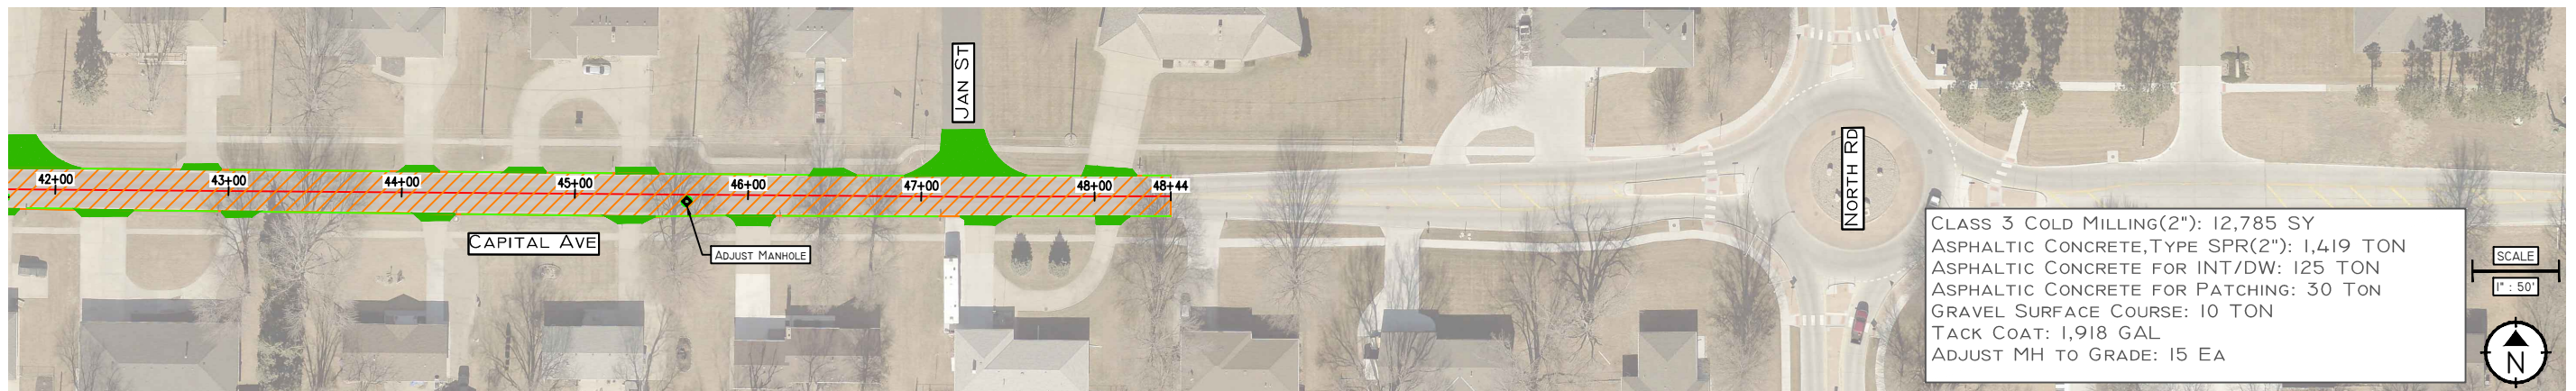 JAN ST
42+00
43+00
44+00
45+00
46+00
47+00
48+00
48+44
CAPITAL AVE
ADJUST MANHOLE
NORTH RD
CLASS 3 COLD MILLING(2"): 12,785 SY
ASPHALTIC CONCRETE,TYPE SPR(2"): 1,419 TON
ASPHALTIC CONCRETE FOR INT/DW: 125 TON
ASPHALTIC CONCRETE FOR PATCHING: 30 TON
GRAVEL SURFACE COURSE: 10 TON
TACK COAT: 1,918 GAL
ADJUST MH TO GRADE: 15 EA
SCALE
1" : 50'
N